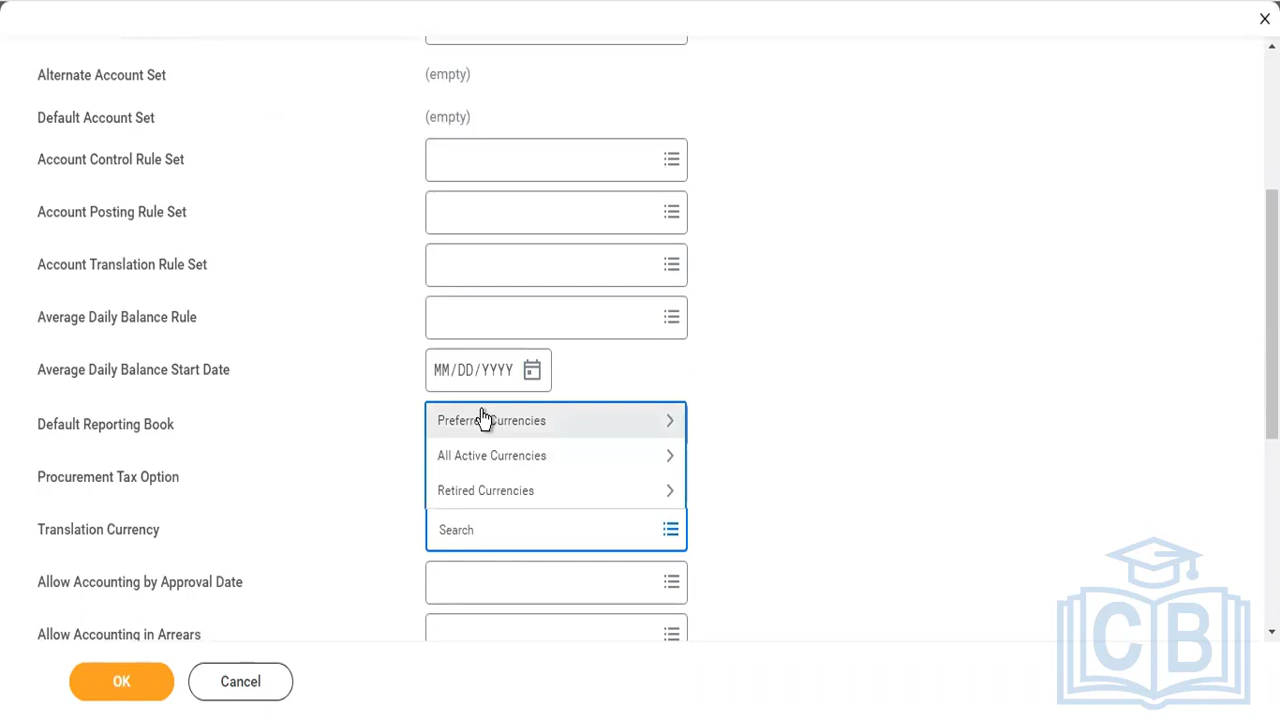 X
Alternate Account Set (empty)
Default Account Set (empty)
Account Control Rule Set
Account Posting Rule Set
Account Translation Rule Set
Average Daily Balance Rule
Average Daily Balance Start Date MM/DD/YYYY
Default Reporting Book Preferred Currencies
All Active Currencies
Procurement Tax Option
Retired Currencies
Translation Currency Search
Allow Accounting by Approval Date
Allow Accounting in Arrears
OK Cancel
CB